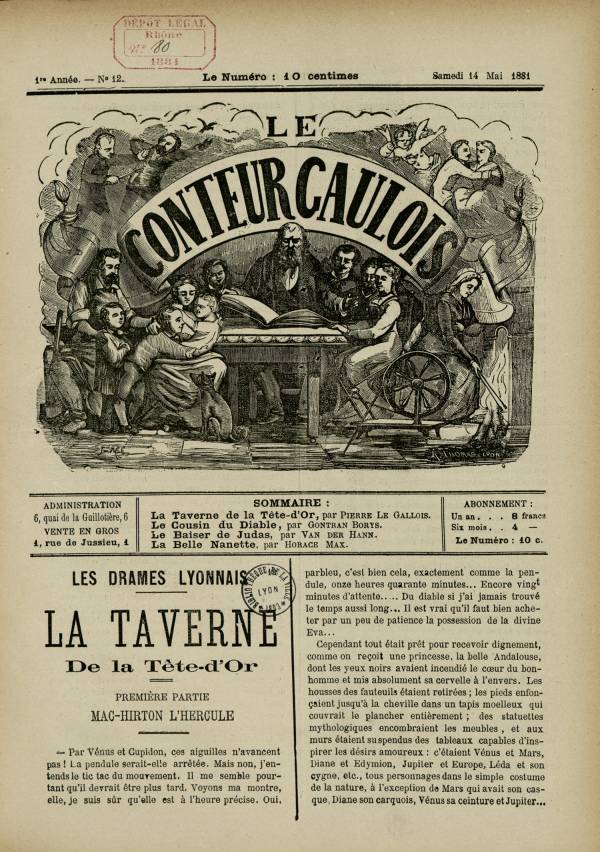 DÉPÔT LÉGAL
Rhône
No 80
1881
1re Année. — No 12.
Le Numéro : 10 centimes
Samedi 14 Mai 1881
LE
CONTEUR GAULOIS
ADMINISTRATION
6, quai de la Guillotière, 6
VENTE EN GROS
1, rue de Jussieu, 1
SOMMAIRE :
La Taverne de la Tête-d'Or, par PIERRE LE GALLOIS.
Le Cousin du Diable, par GONTRAN BORYS.
Le Baiser de Judas, par VAN DER HANN.
La Belle Nanette, par HORACE MAX.
ABONNEMENT :
Un an. . . 8 francs
Six mois. . 4 —
Le Numéro : 10 c.
LES DRAMES LYONNAIS
LYON
LA TAVERNE
De la Tête-d'Or
PREMIÈRE PARTIE
MAC-HIRTON L'HERCULE
— Par Vénus et Cupidon, ces aiguilles n'avancent
pas ! La pendule serait-elle arrêtée. Mais non, j'en-
tends le tic tac du mouvement. Il me semble pour-
tant qu'il devrait être plus tard. Voyons ma montre,
elle, je suis sûr qu'elle est à l'heure précise. Oui,
parbleu, c'est bien cela, exactement comme la pen-
dule, onze heures quarante minutes... Encore vingt
minutes d'attente..... Du diable si j'ai jamais trouvé
le temps aussi long... Il est vrai qu'il faut bien ache-
ter par un peu de patience la possession de la divine
Eva...
Cependant tout était prêt pour recevoir dignement,
comme on reçoit une princesse, la belle Andalouse,
dont les yeux noirs avaient incendié le cœur du bon-
homme et mis absolument sa cervelle à l'envers. Les
housses des fauteuils étaient retirées ; les pieds enfon-
çaient jusqu'à la cheville dans un tapis moelleux qui
couvrait le plancher entièrement ; des statuettes
mythologiques encombraient les meubles, et aux
murs étaient suspendus des tableaux capables d'ins-
pirer les désirs amoureux : c'étaient Vénus et Mars,
Diane et Edymion, Jupiter et Europe, Léda et son
cygne, etc., tous personnages dans le simple costume
de la nature, à l'exception de Mars qui avait son cas-
que, Diane son carquois, Vénus sa ceinture et Jupiter...